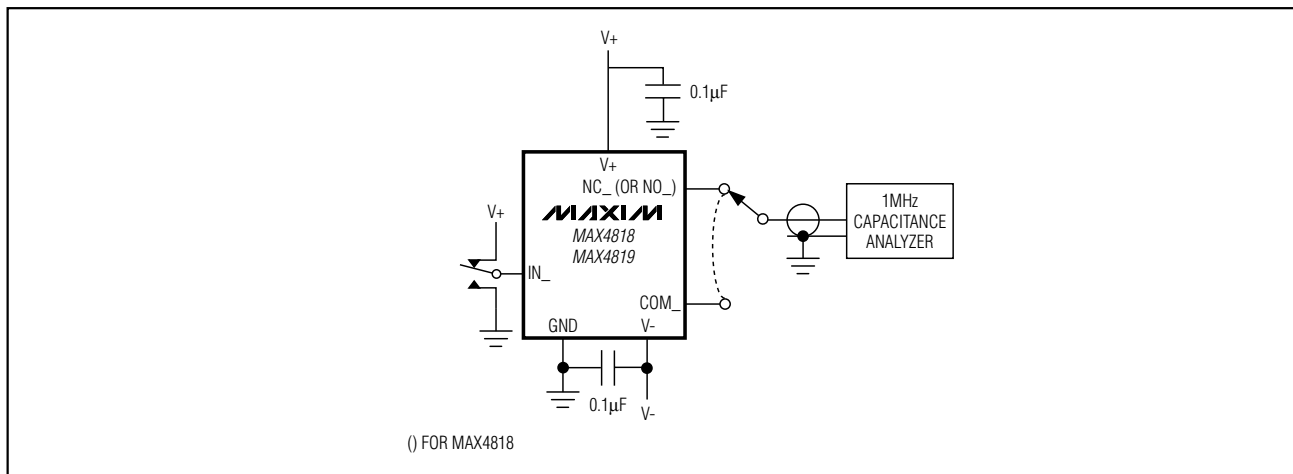 V+
0.1µF
V+
NC_ (OR NO_)
MAXIM
MAX4818
MAX4819
V+
IN_
COM_
GND
V-
0.1µF
V-
1MHz
CAPACITANCE
ANALYZER
() FOR MAX4818